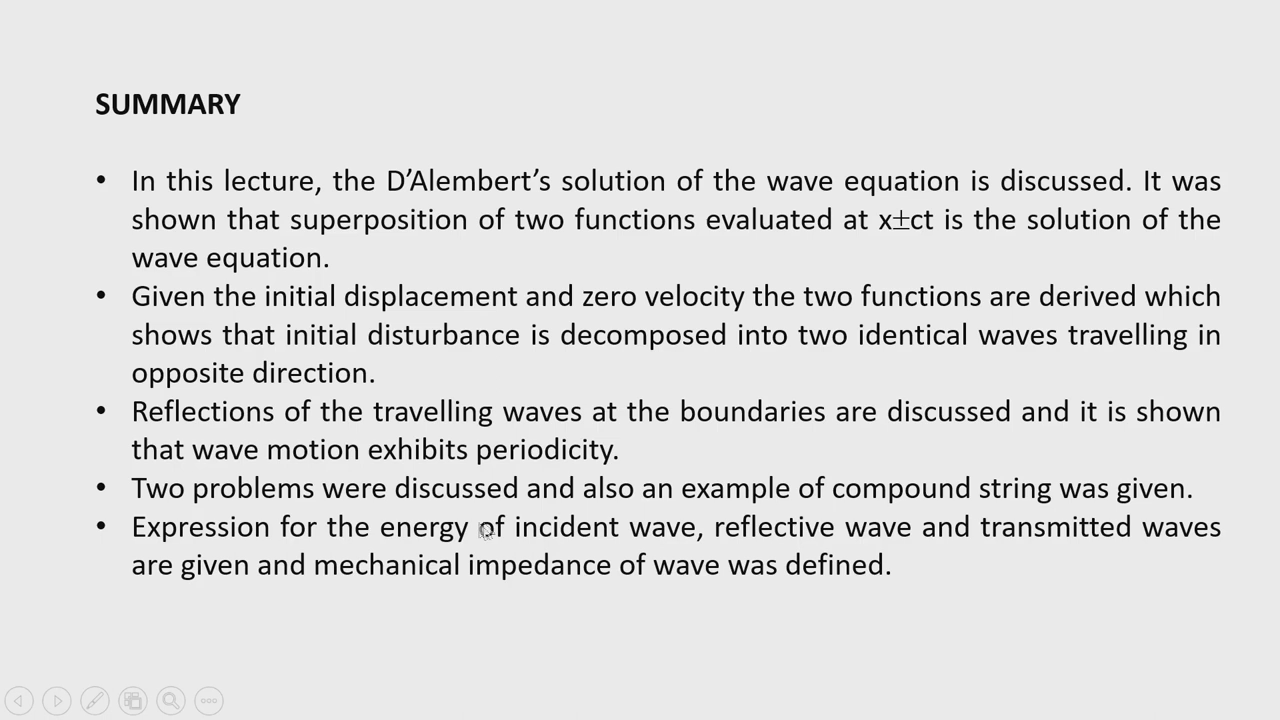 SUMMARY
• In this lecture, the D’Alembert’s solution of the wave equation is discussed. It was
shown that superposition of two functions evaluated at x±ct is the solution of the
wave equation.
• Given the initial displacement and zero velocity the two functions are derived which
shows that initial disturbance is decomposed into two identical waves travelling in
opposite direction.
• Reflections of the travelling waves at the boundaries are discussed and it is shown
that wave motion exhibits periodicity.
• Two problems were discussed and also an example of compound string was given.
• Expression for the energy of incident wave, reflective wave and transmitted waves
are given and mechanical impedance of wave was defined.